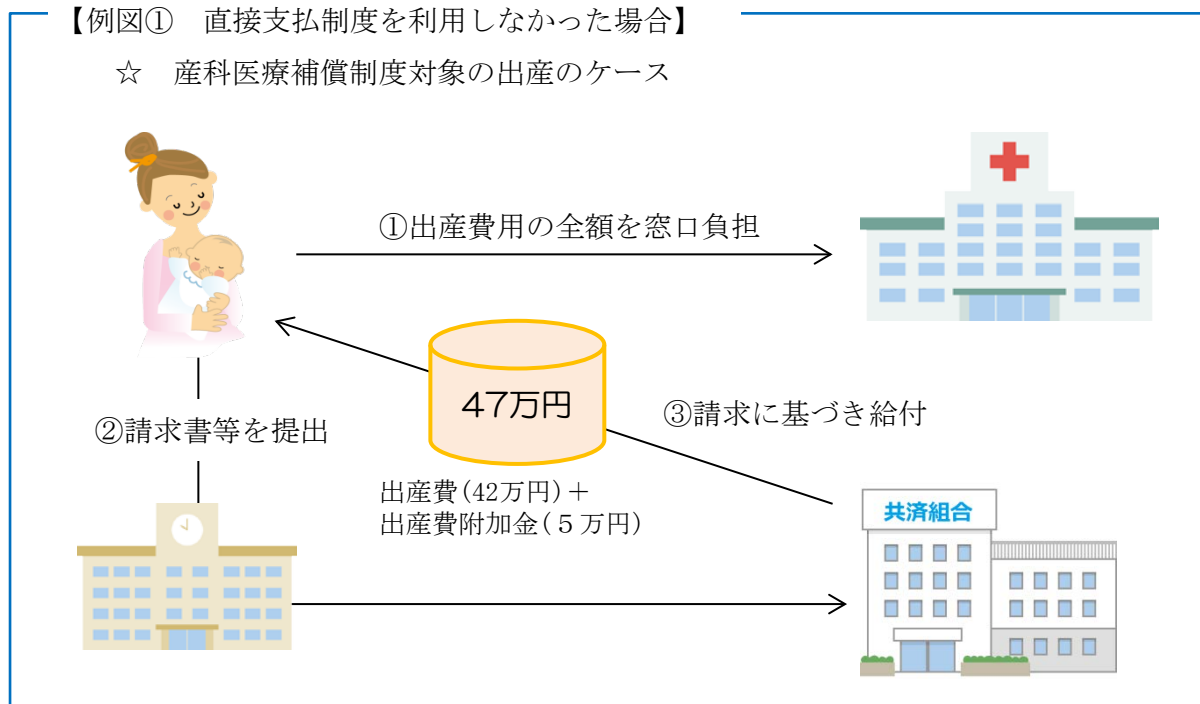 【例図①　直接支払制度を利用しなかった場合】
☆　産科医療補償制度対象の出産のケース
①出産費用の全額を窓口負担
47万円
③請求に基づき給付
②請求書等を提出
出産費(42万円)＋
出産費附加金(５万円)
共済組合